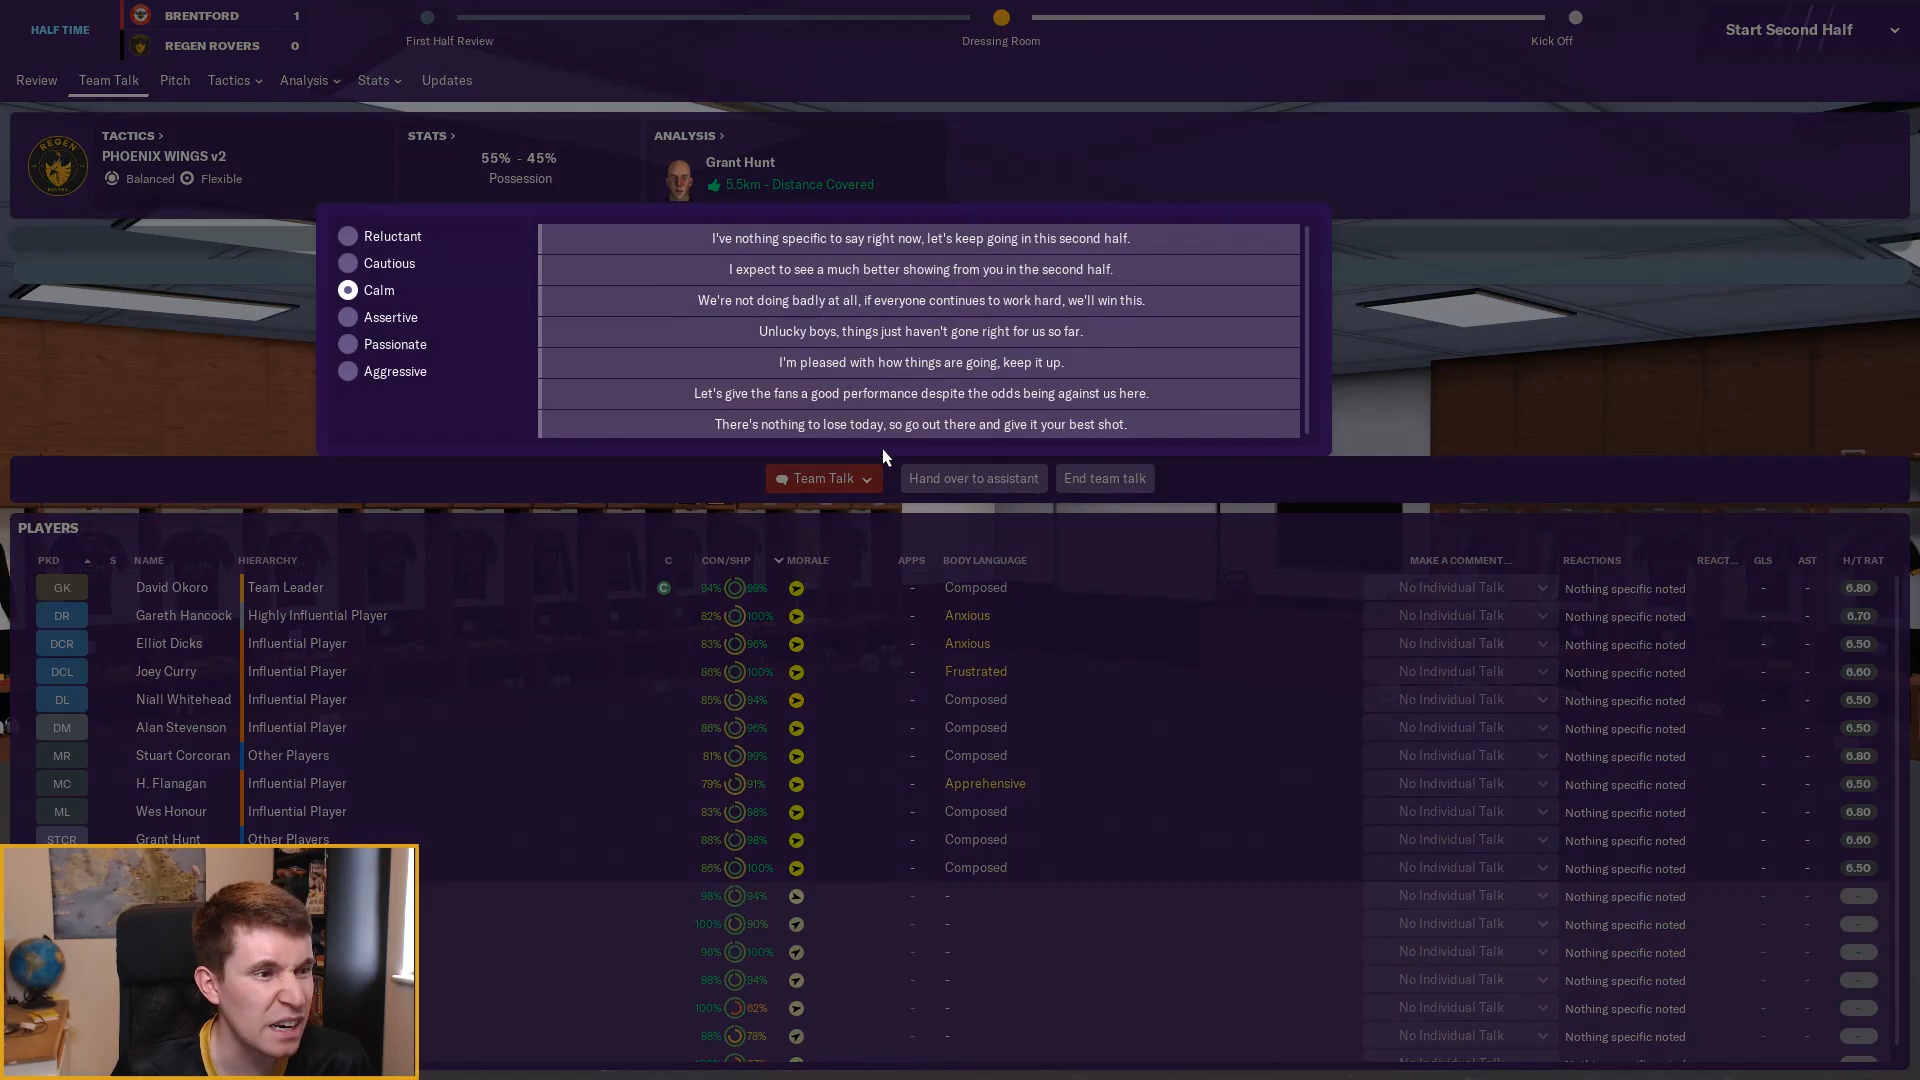 HALF TIME
BRENTFORD 1
REGEN ROVERS 0
First Half Review
Dressing Room
Kick Off
Start Second Half
Review Team Talk Pitch Tactics Analysis Stats Updates
TACTICS >
PHOENIX WINGS v2
Balanced Flexible
STATS >
55% - 45%
Possession
ANALYSIS >
Grant Hunt
5.5km - Distance Covered
REGEN
ROVERS
Reluctant
Cautious
Calm
Assertive
Passionate
Aggressive
I've nothing specific to say right now, let's keep going in this second half.
I expect to see a much better showing from you in the second half.
We're not doing badly at all, if everyone continues to work hard, we'll win this.
Unlucky boys, things just haven't gone right for us so far.
I'm pleased with how things are going, keep it up.
Let's give the fans a good performance despite the odds being against us here.
There's nothing to lose today, so go out there and give it your best shot.
Team Talk
Hand over to assistant
End team talk
PLAYERS
PKD S NAME HIERARCHY C CON/SHP MORALE APPS BODY LANGUAGE MAKE A COMMENT... REACTIONS REACT... GLS AST H/T RAT
GK David Okoro Team Leader C 94% 99% - Composed No Individual Talk Nothing specific noted - - 6.80
DR Gareth Hancock Highly Influential Player 82% 100% - Anxious No Individual Talk Nothing specific noted - - 6.70
DCR Elliot Dicks Influential Player 83% 96% - Anxious No Individual Talk Nothing specific noted - - 6.50
DCL Joey Curry Influential Player 86% 100% - Frustrated No Individual Talk Nothing specific noted - - 6.60
DL Niall Whitehead Influential Player 85% 94% - Composed No Individual Talk Nothing specific noted - - 6.50
DM Alan Stevenson Influential Player 86% 96% - Composed No Individual Talk Nothing specific noted - - 6.50
MR Stuart Corcoran Other Players 81% 99% - Composed No Individual Talk Nothing specific noted - - 6.80
MC H. Flanagan Influential Player 79% 91% - Apprehensive No Individual Talk Nothing specific noted - - 6.50
ML Wes Honour Influential Player 83% 98% - Composed No Individual Talk Nothing specific noted - - 6.80
STCR Grant Hunt Other Players 88% 98% - Composed No Individual Talk Nothing specific noted - - 6.60
86% 100% - Composed No Individual Talk Nothing specific noted - - 6.50
98% 94% - - No Individual Talk Nothing specific noted - - -
100% 90% - - No Individual Talk Nothing specific noted - - -
96% 100% - - No Individual Talk Nothing specific noted - - -
98% 94% - - No Individual Talk Nothing specific noted - - -
100% 62% - - No Individual Talk Nothing specific noted - - -
98% 78% - - No Individual Talk Nothing specific noted - - -